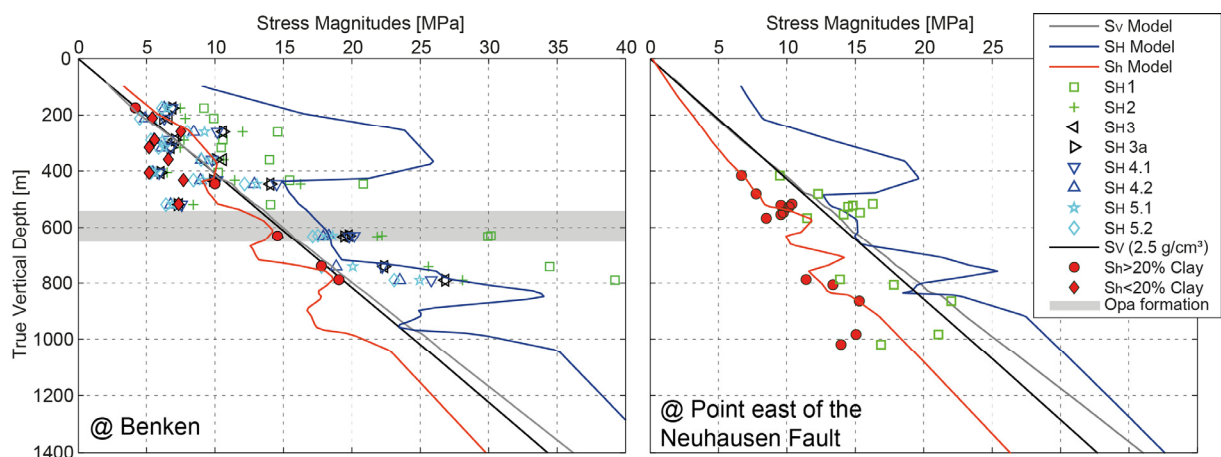 Stress Magnitudes [MPa]
0 5 10 15 20 25 30 35 40
True Vertical Depth [m]
0
200
400
600
800
1000
1200
1400
@ Benken
Stress Magnitudes [MPa]
0 5 10 15 20 25
@ Point east of the
Neuhausen Fault
Sv Model
SH Model
Sh Model
SH 1
SH 2
SH 3
SH 3a
SH 4.1
SH 4.2
SH 5.1
SH 5.2
Sv (2.5 g/cm³)
Sh>20% Clay
Sh<20% Clay
Opa formation